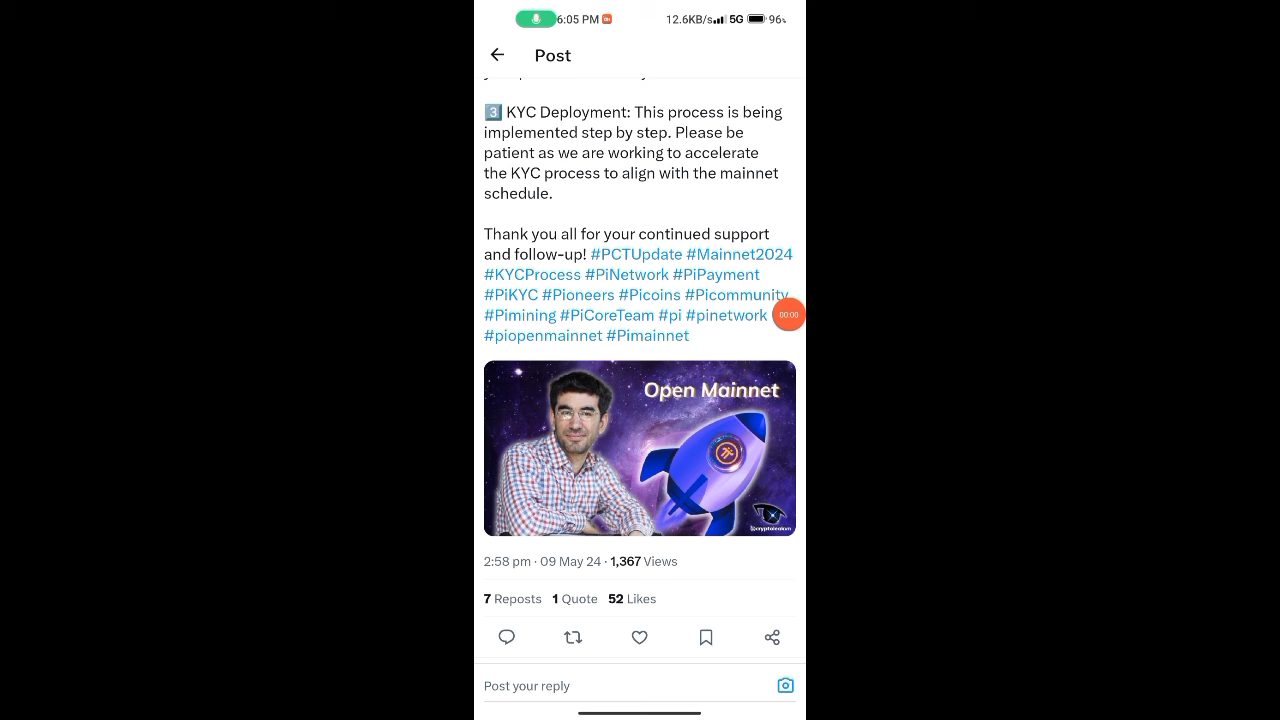 6:05 PM 12.6KB/s 5G 96%
Post
3 KYC Deployment: This process is being
implemented step by step. Please be
patient as we are working to accelerate
the KYC process to align with the mainnet
schedule.
Thank you all for your continued support
and follow-up! #PCTUpdate #Mainnet2024
#KYCProcess #PiNetwork #PiPayment
#PiKYC #Pioneers #Picoins #Picommunity
#Pimining #PiCoreTeam #pi #pinetwork
00:00
#piopenmainnet #Pimainnet
Open Mainnet
@cryptoleakvn
2:58 pm · 09 May 24 · 1,367 Views
7 Reposts 1 Quote 52 Likes
Post your reply